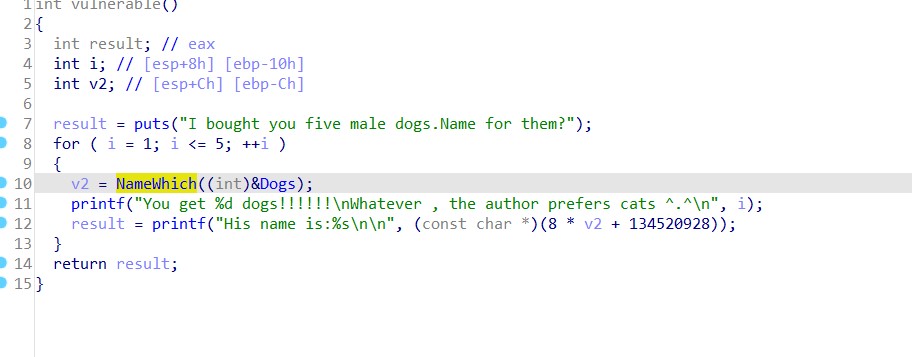 1 int vulnerable()
2 {
3   int result; // eax
4   int i; // [esp+8h] [ebp-10h]
5   int v2; // [esp+Ch] [ebp-Ch]
6
7   result = puts("I bought you five male dogs.Name for them?");
8   for ( i = 1; i <= 5; ++i )
9   {
10     v2 = NameWhich((int)&Dogs);
11     printf("You get %d dogs!!!!!!\nWhatever , the author prefers cats ^.^\n", i);
12     result = printf("His name is:%s\n\n", (const char *)(8 * v2 + 134520928));
13   }
14   return result;
15 }